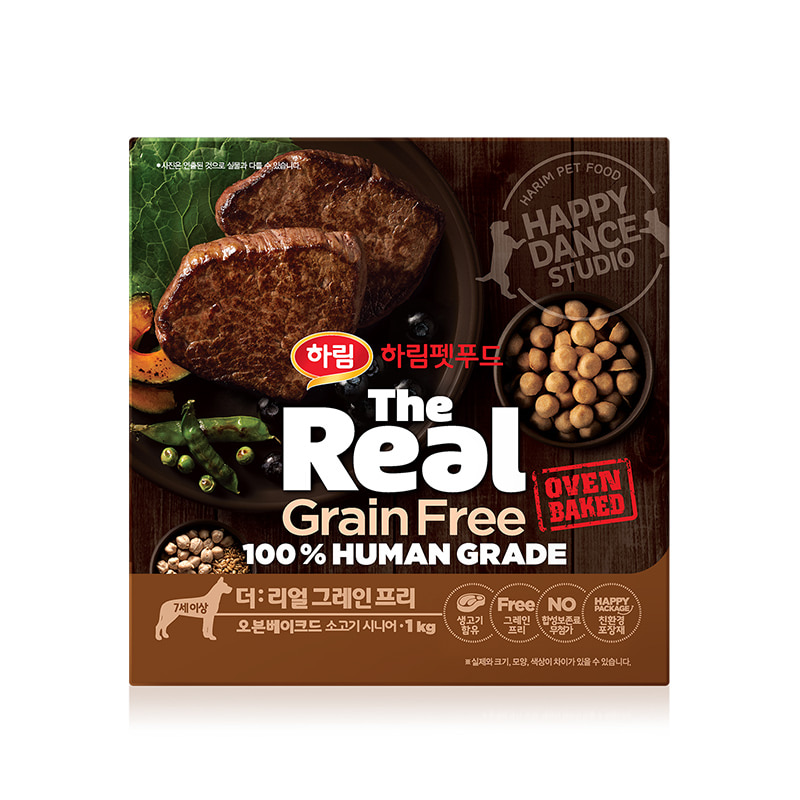 ●사진은 연출된 것으로 실물과 다를 수 있습니다.
HARIM PET FOOD
HAPPY
DANCE
STUDIO
하림 하림펫푸드
The
Real
Grain Free
100% HUMAN GRADE
OVEN
BAKED
7세이상
더:리얼 그레인 프리
오븐베이크드 소고기 시니어·1kg
생고기
함유
Free
그레인
프리
NO
합성보존료
무첨가
HAPPY
PACKAGE
친환경
포장재
※실제와 크기, 모양, 색상이 차이가 있을 수 있습니다.